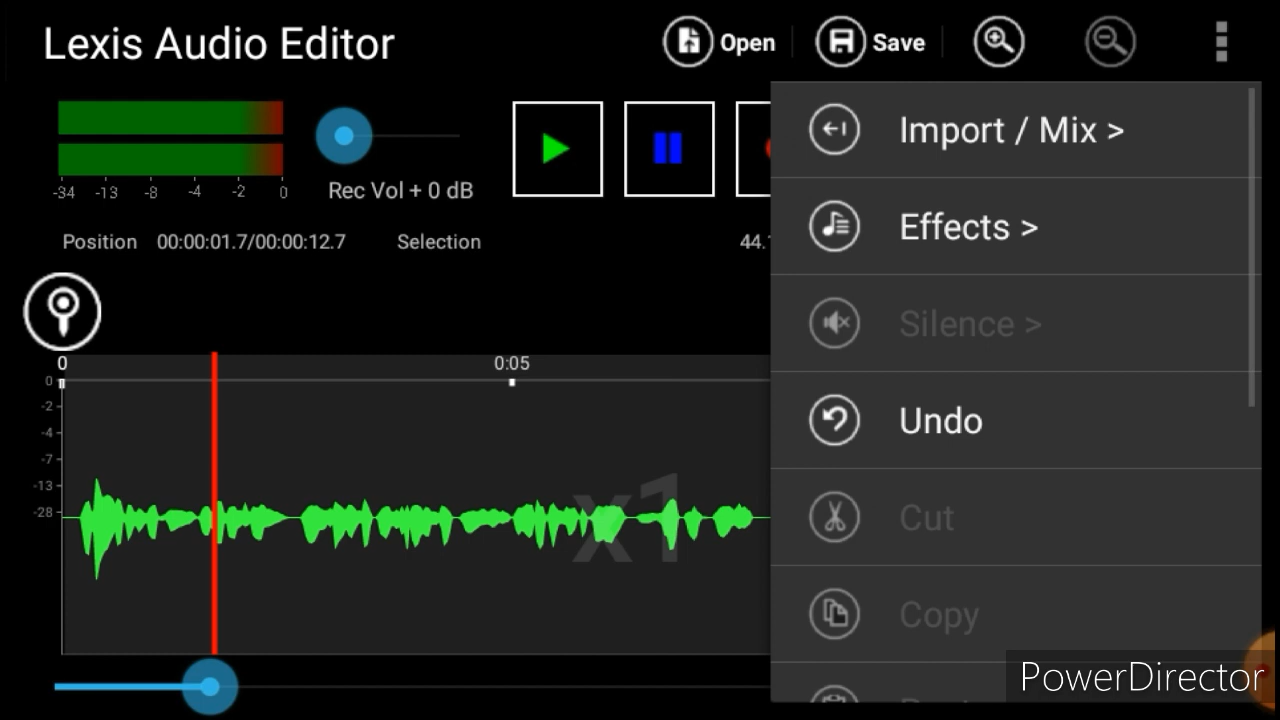 Lexis Audio Editor
Open
Save
Import / Mix >
-34 -13 -8 -4 -2 0
Rec Vol + 0 dB
Effects >
Position 00:00:01.7/00:00:12.7 Selection
44.
Silence >
0 0:05
0
-2
-4
-7
-13
-28
x1
Undo
Cut
Copy
PowerDirector